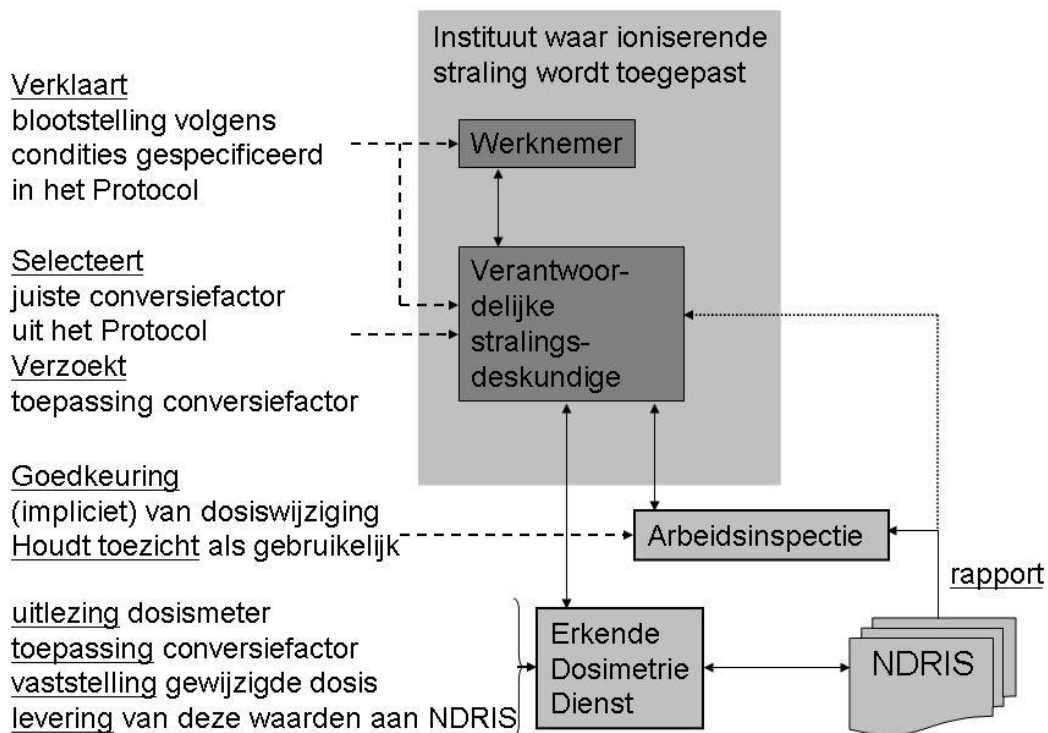 Instituut waar ioniserende
straling wordt toegepast
Verklaart
blootstelling volgens
condities gespecificeerd
in het Protocol
Werknemer
Selecteert
juiste conversiefactor
uit het Protocol
Verzoekt
toepassing conversiefactor
Verantwoor-
delijke
stralings-
deskundige
Goedkeuring
(impliciet) van dosiswijziging
Houdt toezicht als gebruikelijk
Arbeidsinspectie
rapport
uitlezing dosismeter
toepassing conversiefactor
vaststelling gewijzigde dosis
levering van deze waarden aan NDRIS
Erkende
Dosimetrie
Dienst
NDRIS